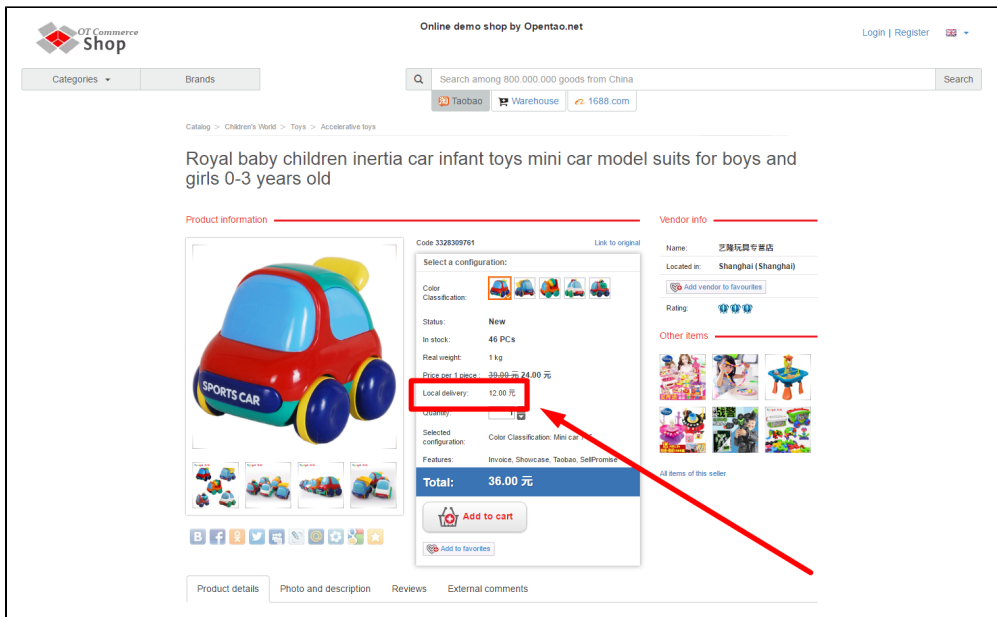 OT Commerce
Shop
Online demo shop by Opentao.net
Login | Register
Categories
Brands
Search among 800.000.000 goods from China
Search
Taobao
Warehouse
1688.com
Catalog > Children's World > Toys > Accelerative toys
Royal baby children inertia car infant toys mini car model suits for boys and
girls 0-3 years old
Product information
SPORTS CAR
Code 3328309761
Link to original
Select a configuration:
Color
Classification:
Status: New
In stock: 46 PCs
Real weight: 1 kg
Price per 1 piece : 39.00 元 24.00 元
Local delivery: 12.00 元
Quantity: 1
Selected
configuration:
Color Classification: Mini car
Features: Invoice, Showcase, Taobao, SellPromise
Total: 36.00 元
Add to cart
Add to favorites
Vendor info
Name: 艺隆玩具专营店
Located in: Shanghai (Shanghai)
Add vendor to favourites
Rating:
Other items
All items of this seller
Product details
Photo and description
Reviews
External comments